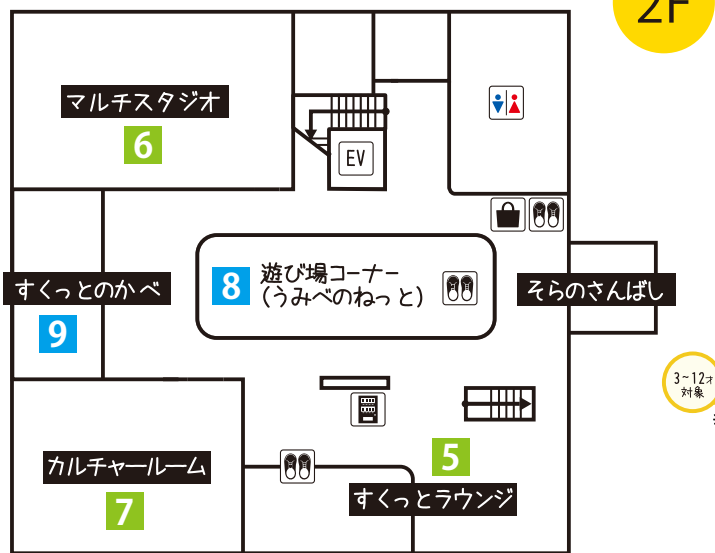 2F
マルチスタジオ
6
EV
8
遊び場コーナー
(うみべのねっと)
すくっとのかべ
9
そらのさんばし
3~12才
対象
カルチャールーム
7
5
すくっとラウンジ